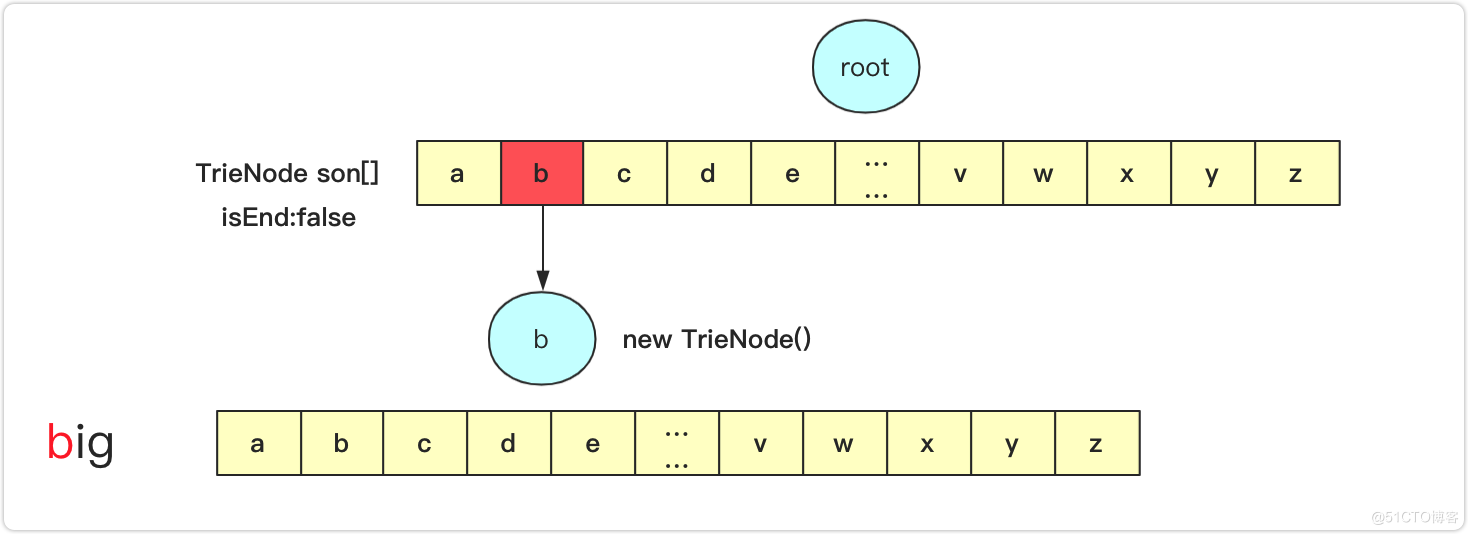 root
TrieNode son[] a b c d e ... ... v w x y z
isEnd:false
b new TrieNode()
big a b c d e ... ... v w x y z
@51CTO博客